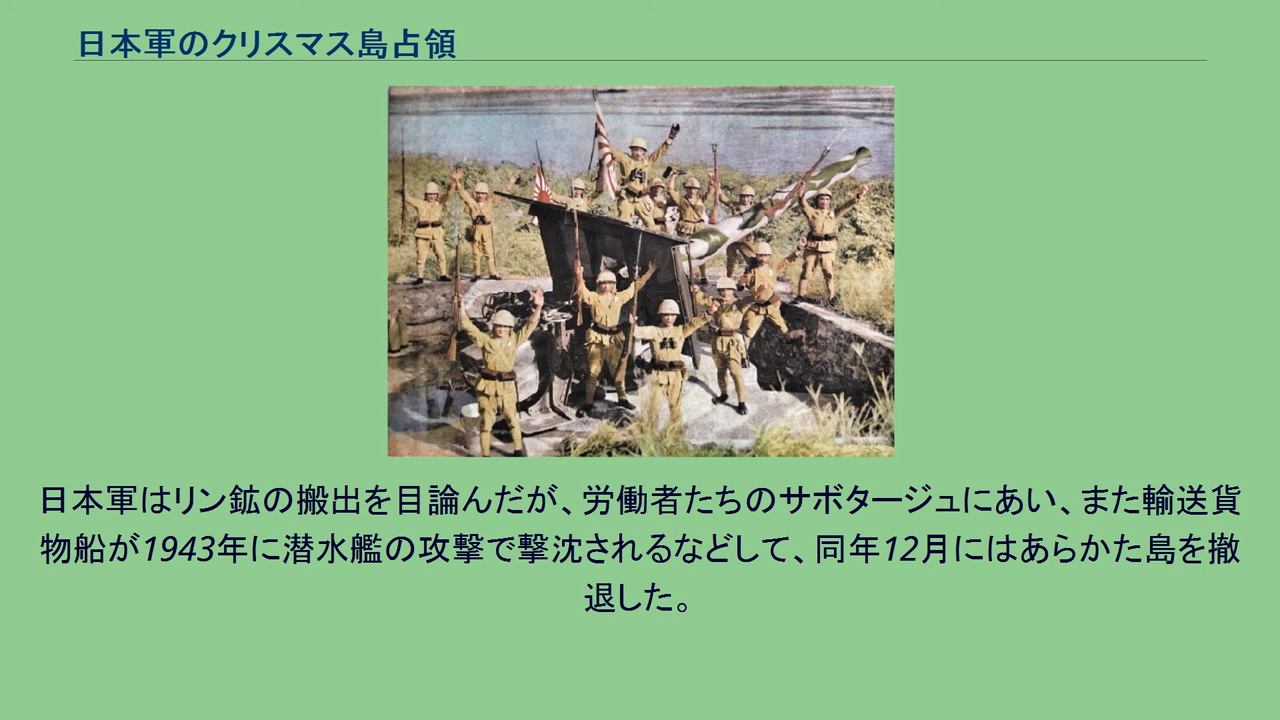 日本軍のクリスマス島占領
日本軍はリン鉱の搬出を目論んだが、労働者たちのサボタージュにあい、また輸送貨
物船が1943年に潜水艦の攻撃で撃沈されるなどして、同年12月にはあらかた島を撤
退した。